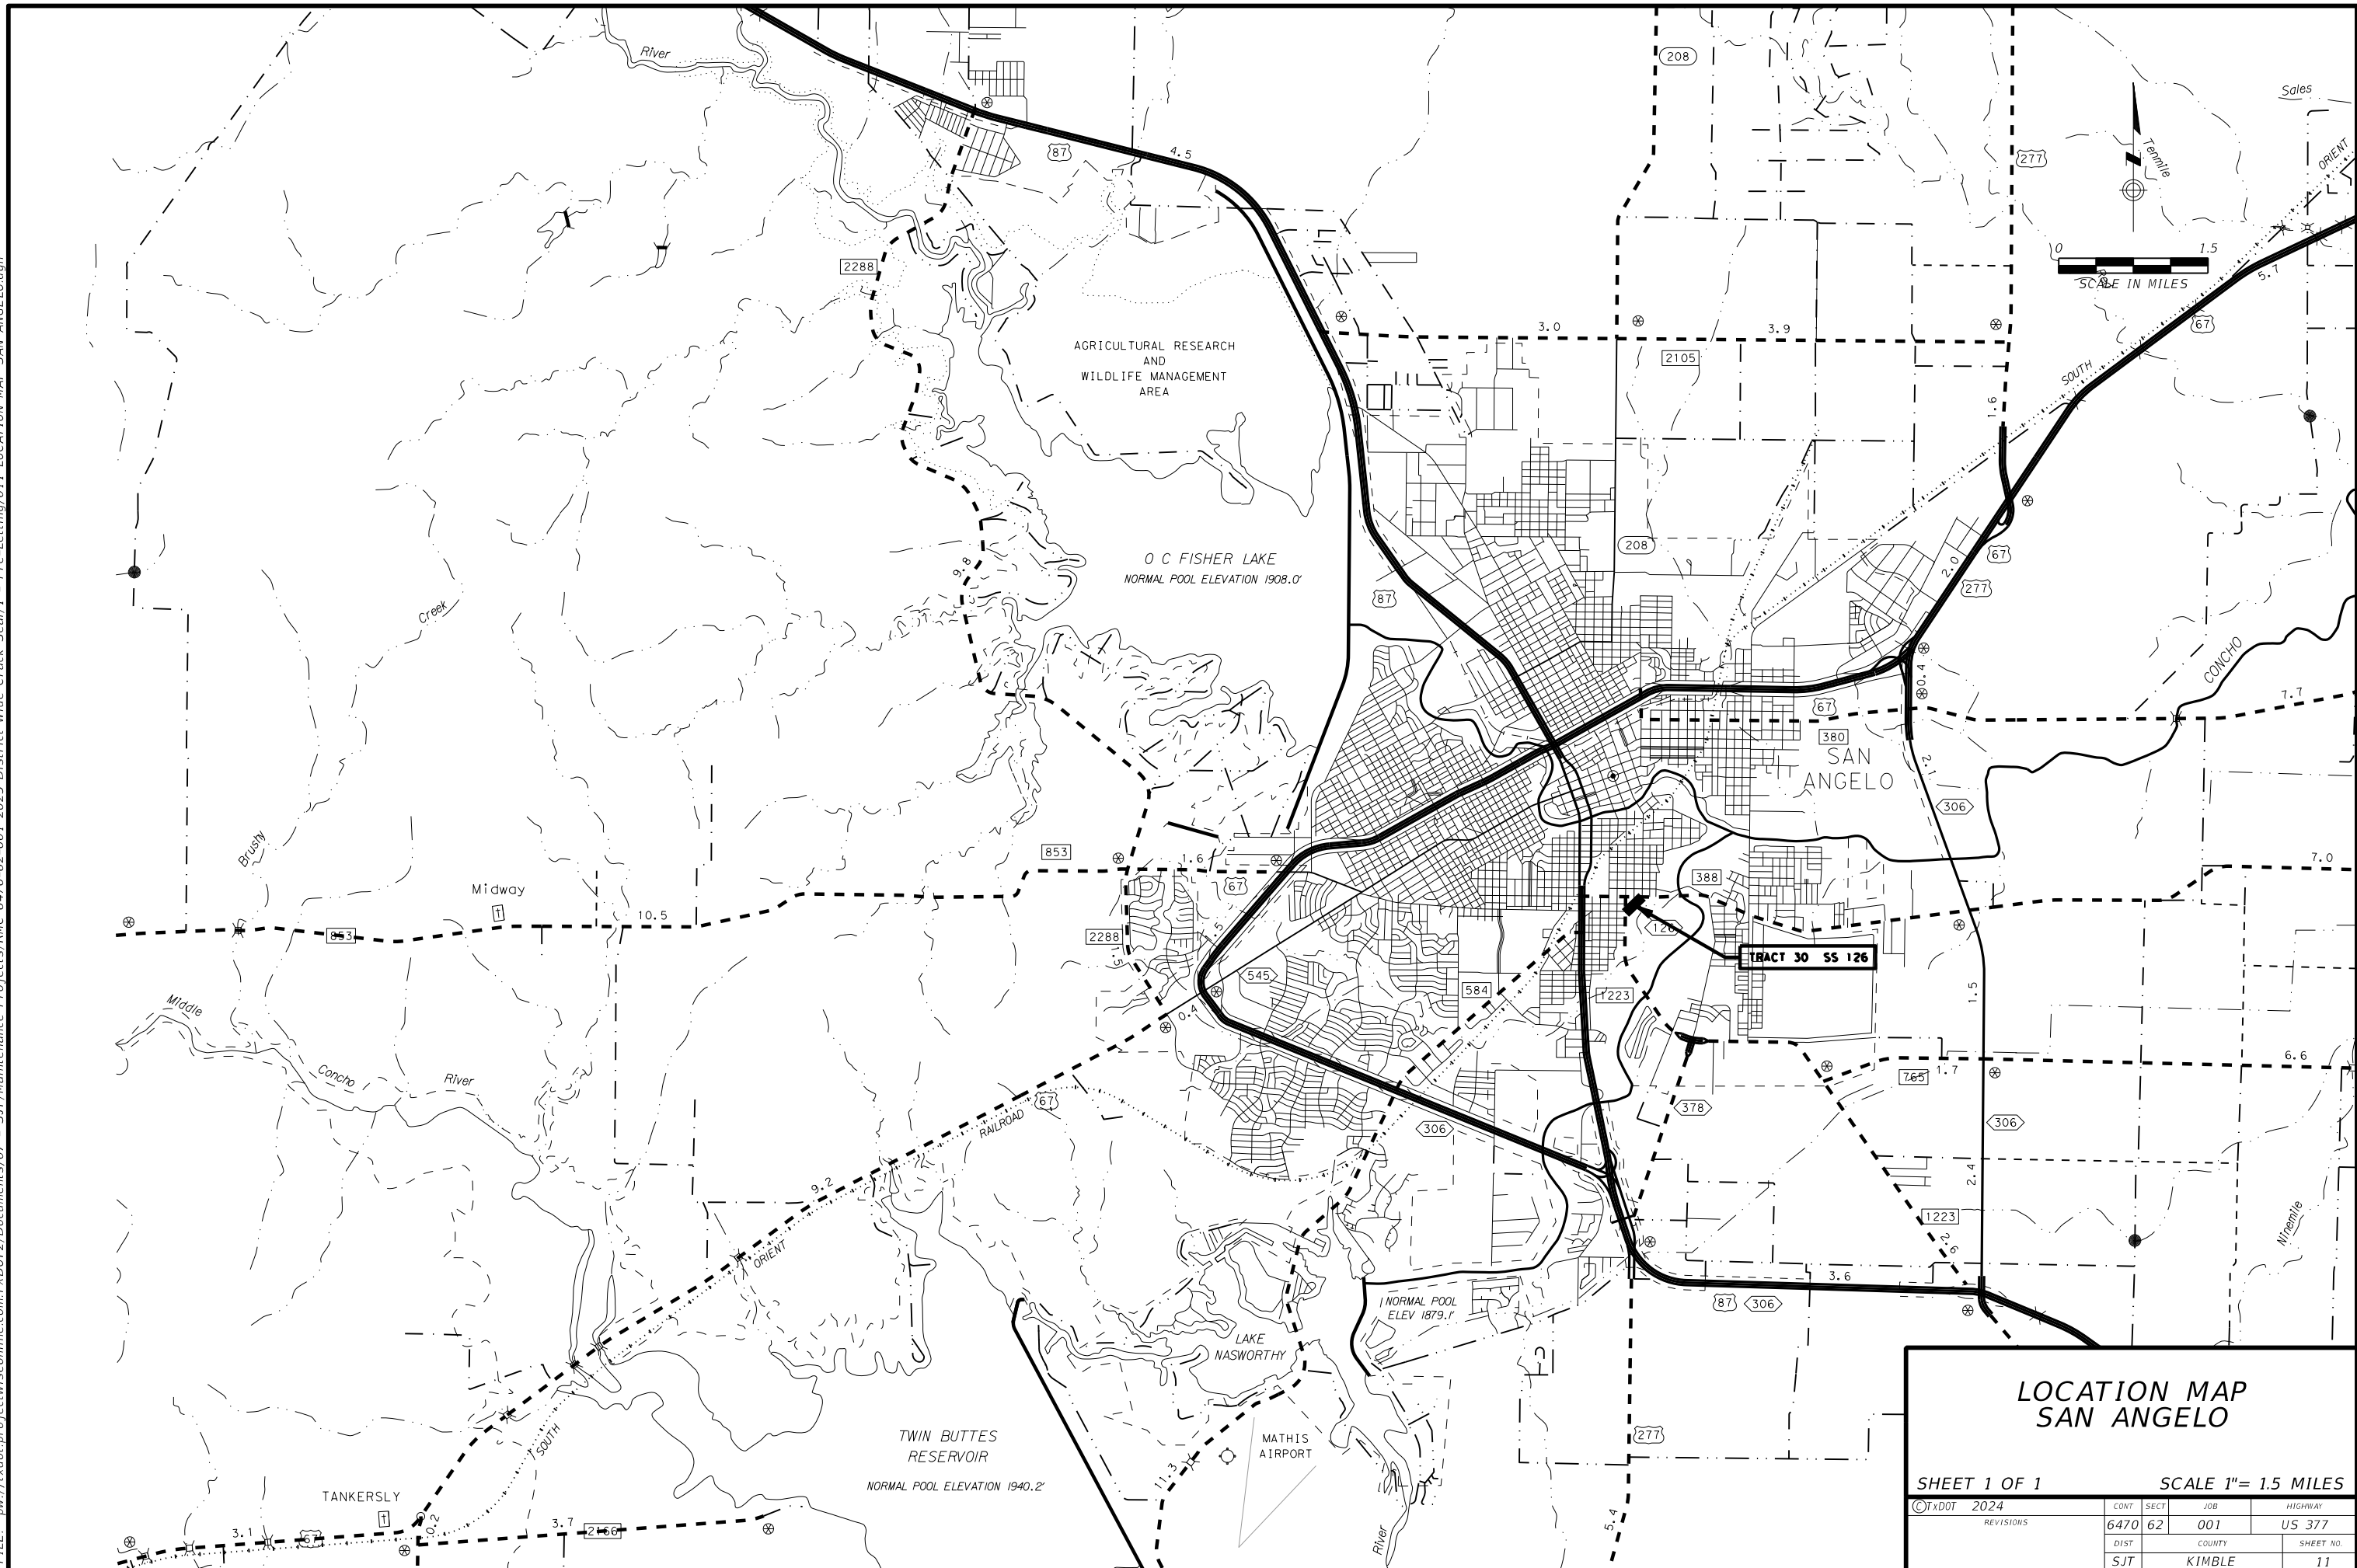 River
208
Sales
87
4.5
277
Tenmile
ORIENT
2288
0 1.5
SCALE IN MILES
5.7
67
3.0
3.9
2105
AGRICULTURAL RESEARCH
AND
WILDLIFE MANAGEMENT
AREA
SOUTH
1.6
O C FISHER LAKE
NORMAL POOL ELEVATION 1908.0'
208
67
9.8
87
2.0
277
Creek
CONCHO
0.4
7.7
67
380
SAN
ANGELO
2.1
306
Brushy
853
1.6
7.0
67
388
Midway
10.5
853
2288
126
TRACT 30 SS 126
545
584
1223
1.5
Middle
0.4
Concho
River
67
RAILROAD
6.6
765
1.7
378
306
306
9.2
2.4
1223
ORIENT
2.6
Ninemile
3.6
87
306
NORMAL POOL
ELEV 1879.1'
LAKE
NASWORTHY
TWIN BUTTES
RESERVOIR
NORMAL POOL ELEVATION 1940.2'
MATHIS
AIRPORT
277
SOUTH
11.3
TANKERSLY
3.1
67
0.2
3.7
2166
River
5.4
LOCATION MAP
SAN ANGELO
SHEET 1 OF 1
SCALE 1"= 1.5 MILES
©TxDOT 2024
REVISIONS
CONT SECT JOB HIGHWAY
6470 62 001 US 377
DIST COUNTY SHEET NO.
SJT KIMBLE 11